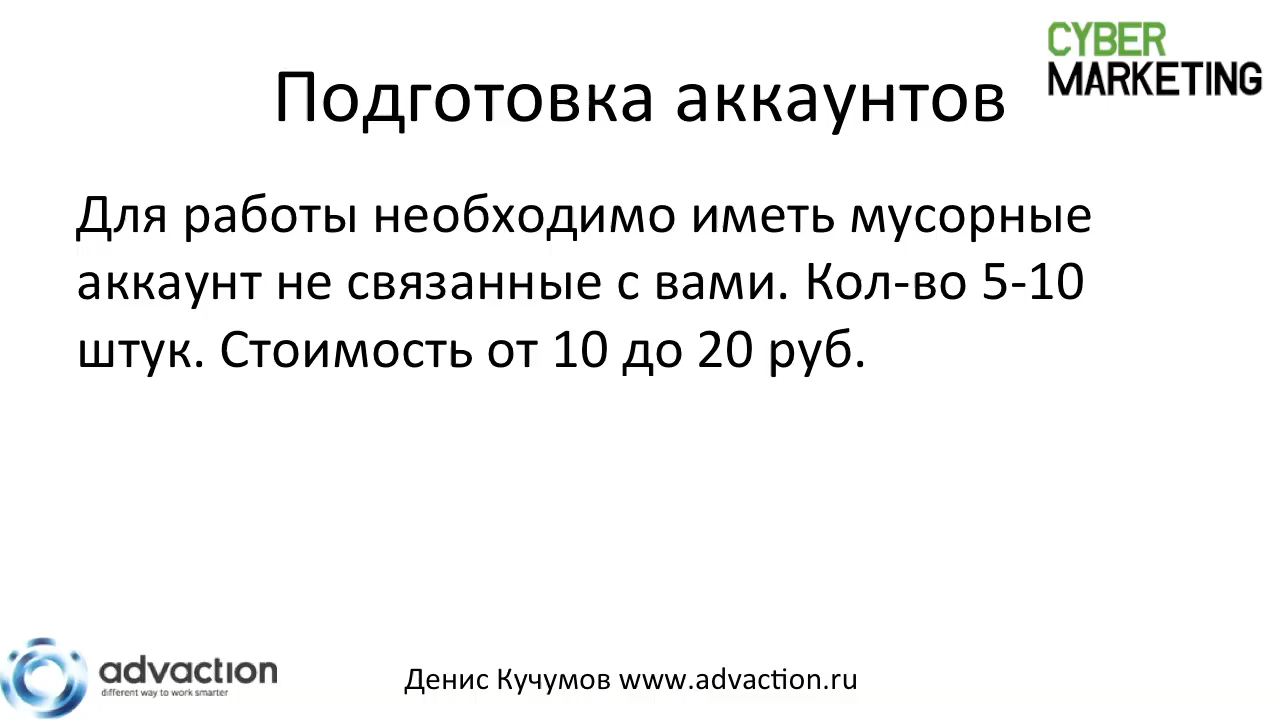 CYBER
MARKETING
Подготовка аккаунтов
Для работы необходимо иметь мусорные
аккаунт не связанные с вами. Кол-во 5-10
штук. Стоимость от 10 до 20 руб.
advaction
different way to work smarter
Денис Кучумов www.advaction.ru